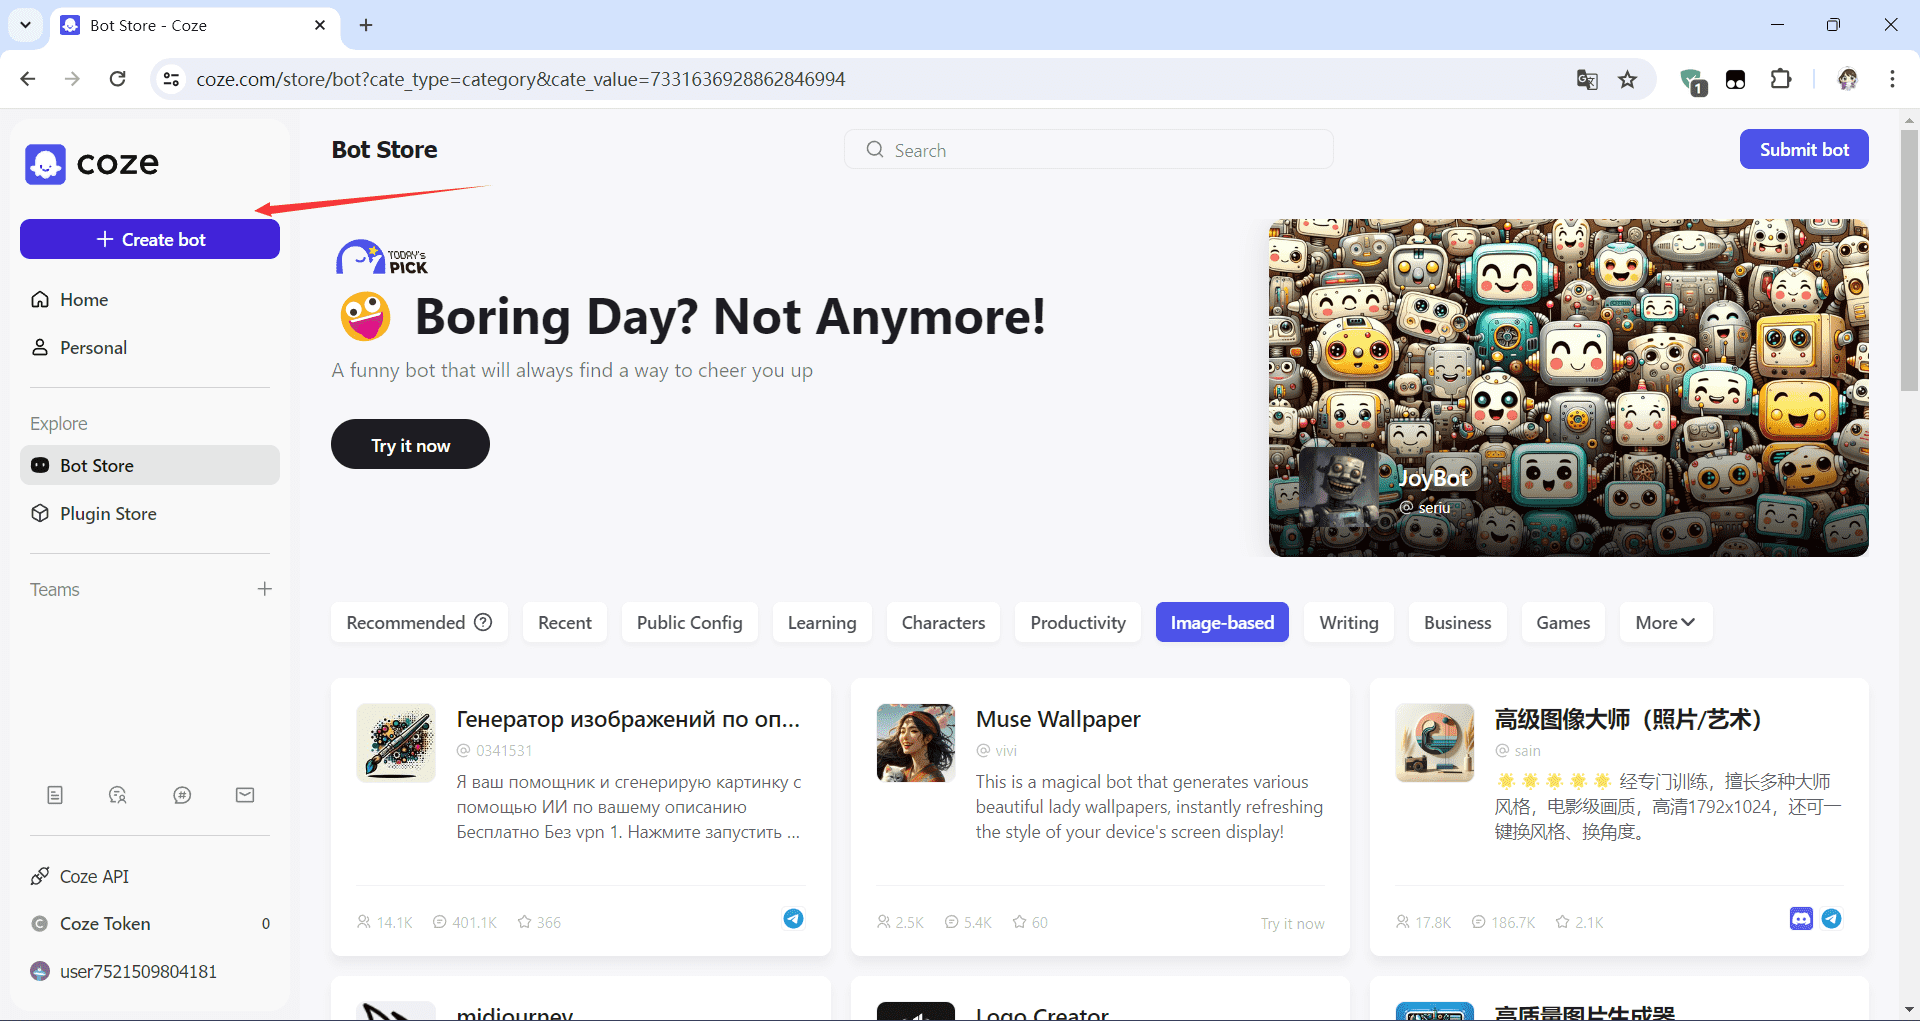 Bot Store - Coze
coze.com/store/bot?cate_type=category&cate_value=7331636928862846994
1
coze
Create bot
Home
Personal
Explore
Bot Store
Plugin Store
Teams
Coze API
Coze Token
0
user7521509804181
Bot Store
Search
Submit bot
TODAY'S
PICK
Boring Day? Not Anymore!
A funny bot that will always find a way to cheer you up
Try it now
JoyBot
@ seriu
Recommended
Recent
Public Config
Learning
Characters
Productivity
Image-based
Writing
Business
Games
More
Генератор изображений по оп...
@ 0341531
Я ваш помощник и сгенерирую картинку с
помощью ИИ по вашему описанию
Бесплатно Без vpn 1. Нажмите запустить ...
14.1K 401.1K 366
Muse Wallpaper
@ vivi
This is a magical bot that generates various
beautiful lady wallpapers, instantly refreshing
the style of your device's screen display!
2.5K 5.4K 60
Try it now
高级图像大师（照片/艺术）
@ sain
🌟🌟🌟🌟🌟 经专门训练，擅长多种大师
风格，电影级画质，高清1792x1024，还可一
键换风格、换角度。
17.8K 186.7K 2.1K
midjourney
Logo Creator
高质量图片生成器